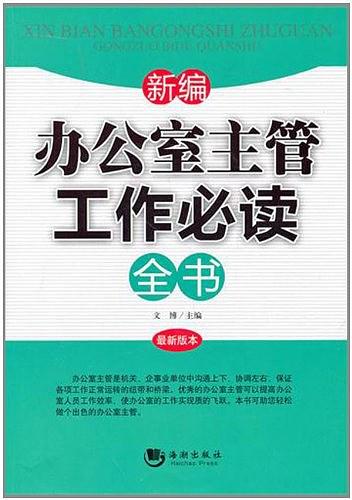 XIN BIAN BANGONGSHI ZHUGUAN
GONGZUO BIDU QUANSHU
新编
办公室主管
工作必读
全书
文 博／主编
最新版本
办公室主管是机关、企事业单位中沟通上下、协调左右、保证
各项工作正常运转的纽带和桥梁。优秀的办公室主管可以提高办公
室人员工作效率、使办公室的工作实现质的飞跃。本书可助您轻松
做个出色的办公室主管。
海潮出版社
Haichao Press